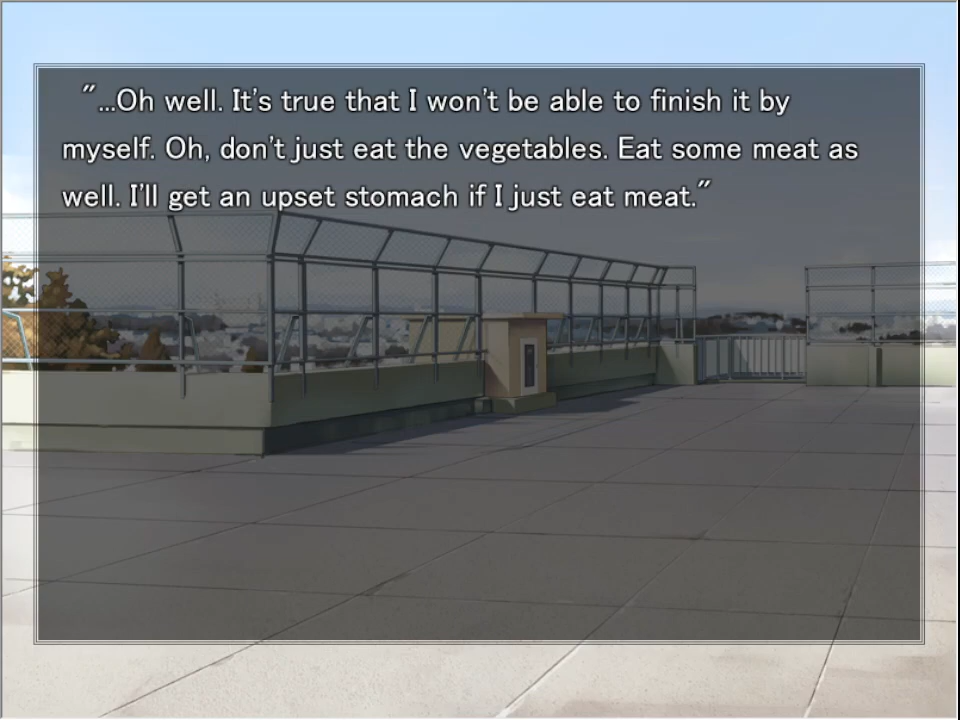 "...Oh well. It's true that I won't be able to finish it by
myself. Oh, don't just eat the vegetables. Eat some meat as
well. I'll get an upset stomach if I just eat meat."